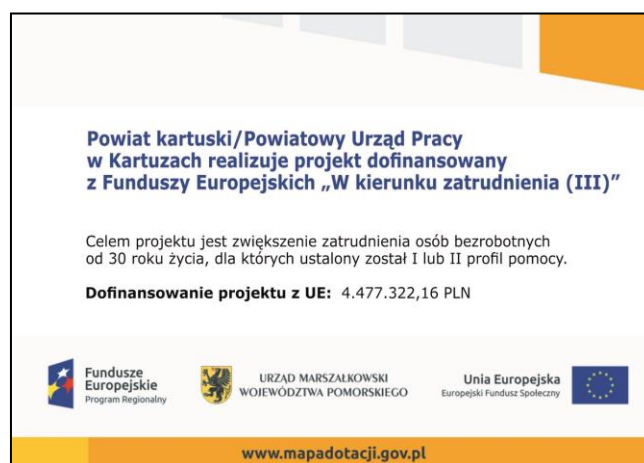 Powiat kartuski/Powiatowy Urząd Pracy
w Kartuzach realizuje projekt dofinansowany
z Funduszy Europejskich „W kierunku zatrudnienia (III)”
Celem projektu jest zwiększenie zatrudnienia osób bezrobotnych
od 30 roku życia, dla których ustalony został I lub II profil pomocy.
Dofinansowanie projektu z UE: 4.477.322,16 PLN
Fundusze
Europejskie
Program Regionalny
URZĄD MARSZAŁKOWSKI
WOJEWÓDZTWA POMORSKIEGO
Unia Europejska
Europejski Fundusz Społeczny
www.mapadotacji.gov.pl